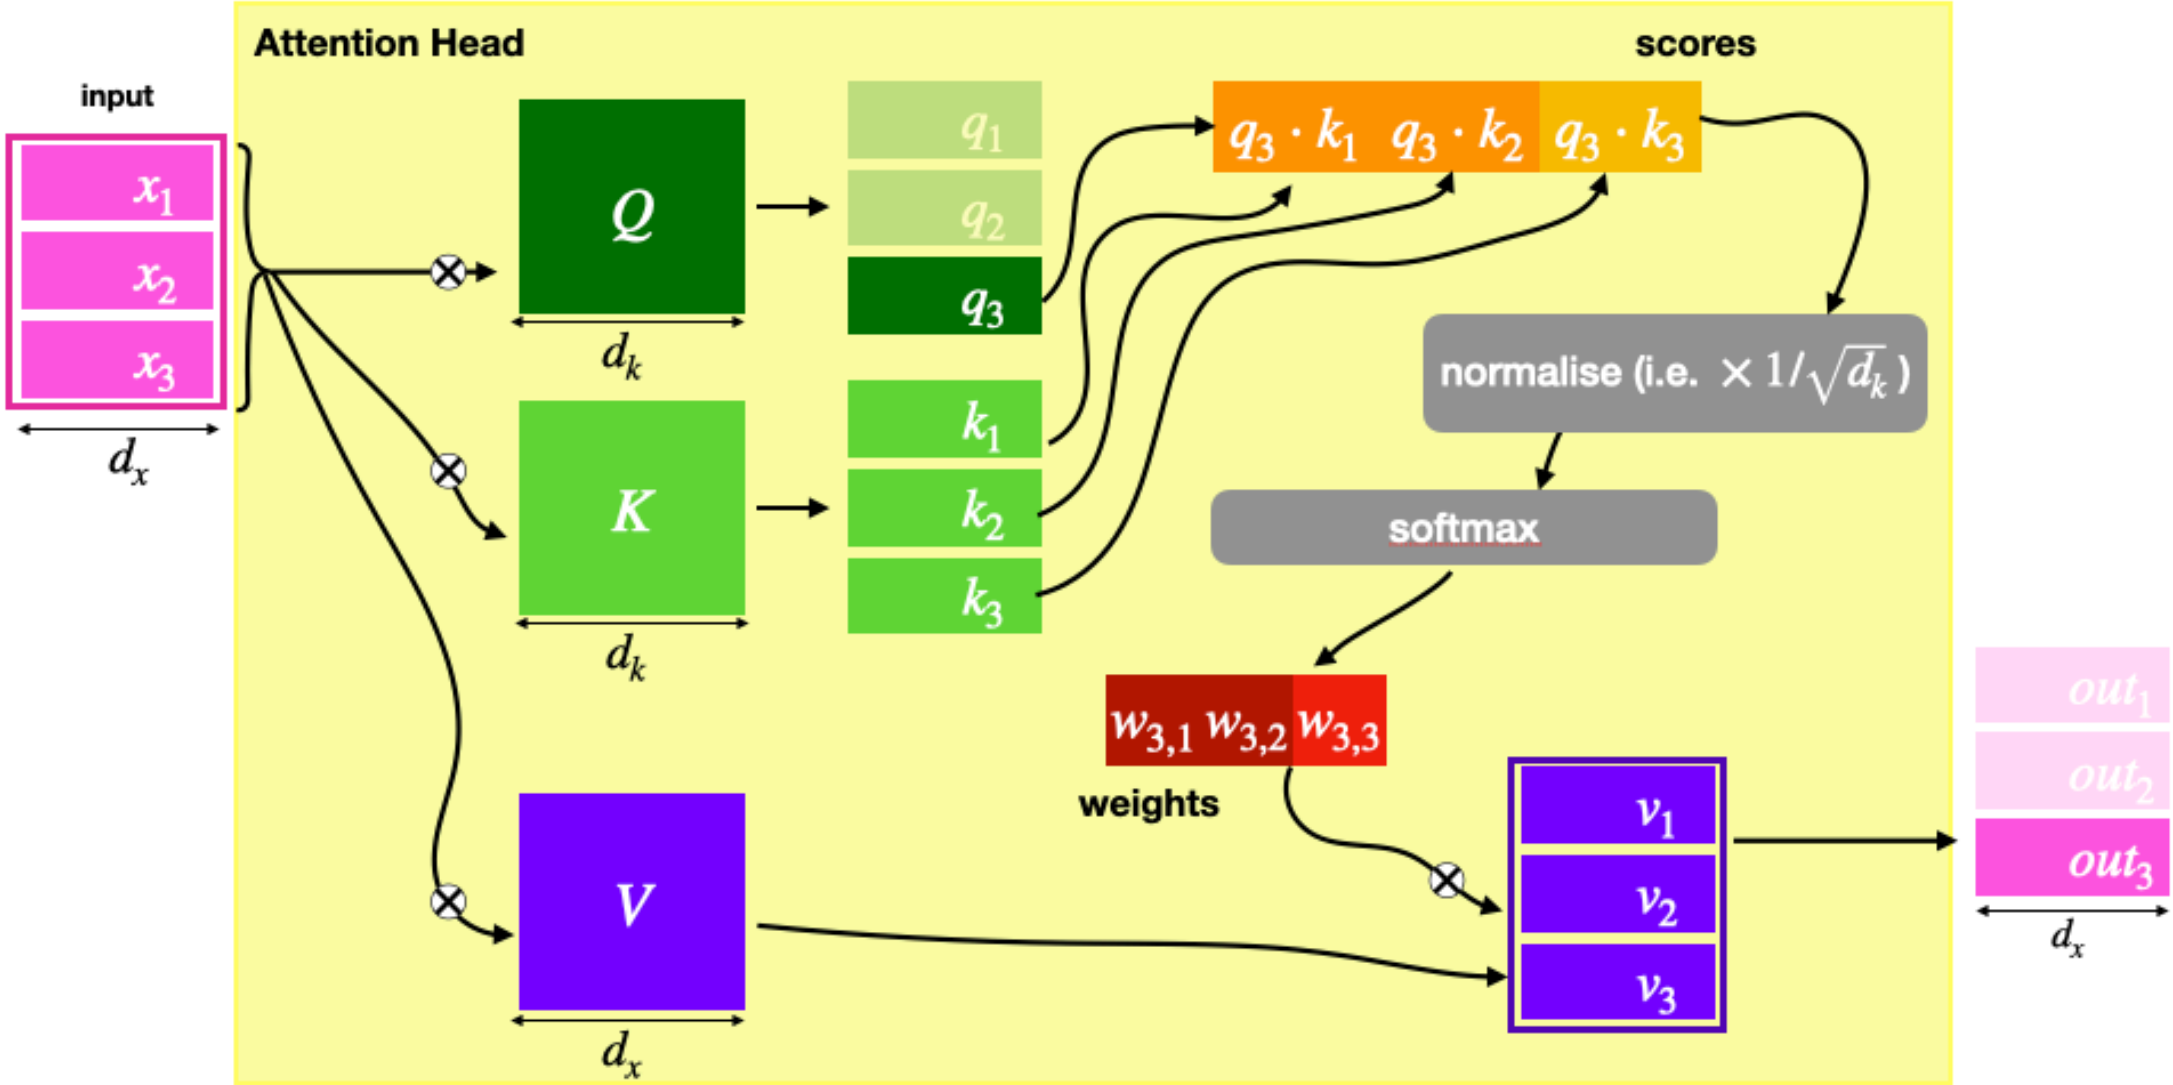 Attention Head
scores
input
x₁
x₂
x₃
dₓ
Q
dₖ
K
dₖ
V
dₓ
q₁
q₂
q₃
k₁
k₂
k₃
q₃ · k₁ q₃ · k₂ q₃ · k₃
normalise (i.e. × 1/√dₖ )
softmax
w₃,₁ w₃,₂ w₃,₃
weights
v₁
v₂
v₃
out₁
out₂
out₃
dₓ